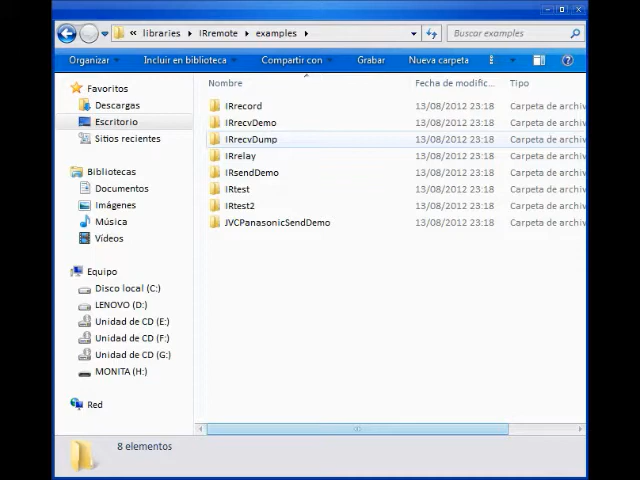 « libraries IRremote examples Buscar examples
Organizar Incluir en biblioteca Compartir con Grabar Nueva carpeta
Nombre Fecha de modific... Tipo
Favoritos
Descargas
Escritorio
Sitios recientes
Bibliotecas
Documentos
Imágenes
Música
Vídeos
Equipo
Disco local (C:)
LENOVO (D:)
Unidad de CD (E:)
Unidad de CD (F:)
Unidad de CD (G:)
MONITA (H:)
Red
IRrecord 13/08/2012 23:18 Carpeta de archiv
IRrecvDemo 13/08/2012 23:18 Carpeta de archiv
IRrecvDump 13/08/2012 23:18 Carpeta de archiv
IRrelay 13/08/2012 23:18 Carpeta de archiv
IRsendDemo 13/08/2012 23:18 Carpeta de archiv
IRtest 13/08/2012 23:18 Carpeta de archiv
IRtest2 13/08/2012 23:18 Carpeta de archiv
JVCPanasonicSendDemo 13/08/2012 23:18 Carpeta de archiv
8 elementos